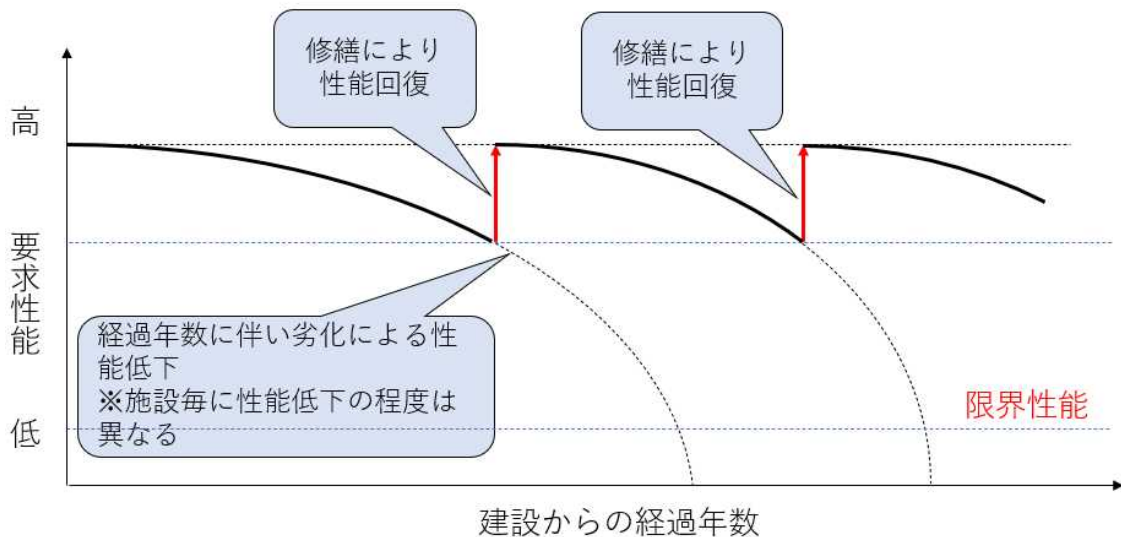 修繕により
性能回復
修繕により
性能回復
高
要求性能
低
経過年数に伴い劣化による性
能低下
※施設毎に性能低下の程度は
異なる
限界性能
建設からの経過年数